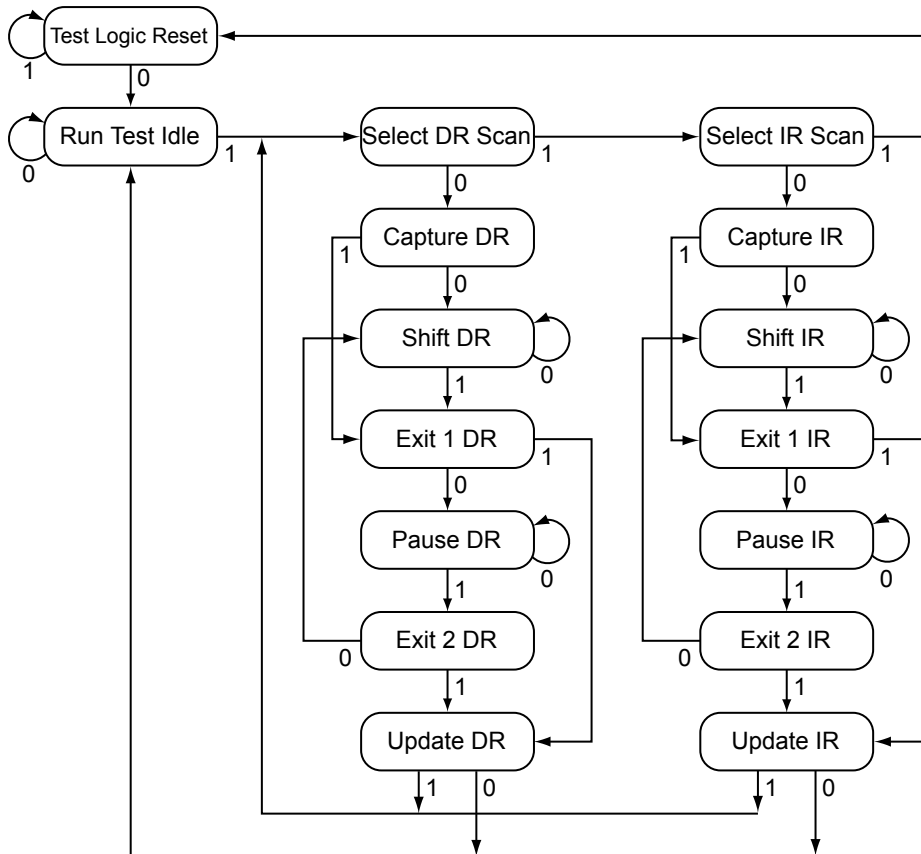 Test Logic Reset
1
0
Run Test Idle
0
1
Select DR Scan
1
Select IR Scan
1
0
0
Capture DR
1
0
Capture IR
1
0
Shift DR
0
1
Shift IR
0
1
Exit 1 DR
1
0
Exit 1 IR
1
0
Pause DR
0
1
Pause IR
0
1
Exit 2 DR
0
1
Exit 2 IR
0
1
Update DR
1
0
Update IR
1
0